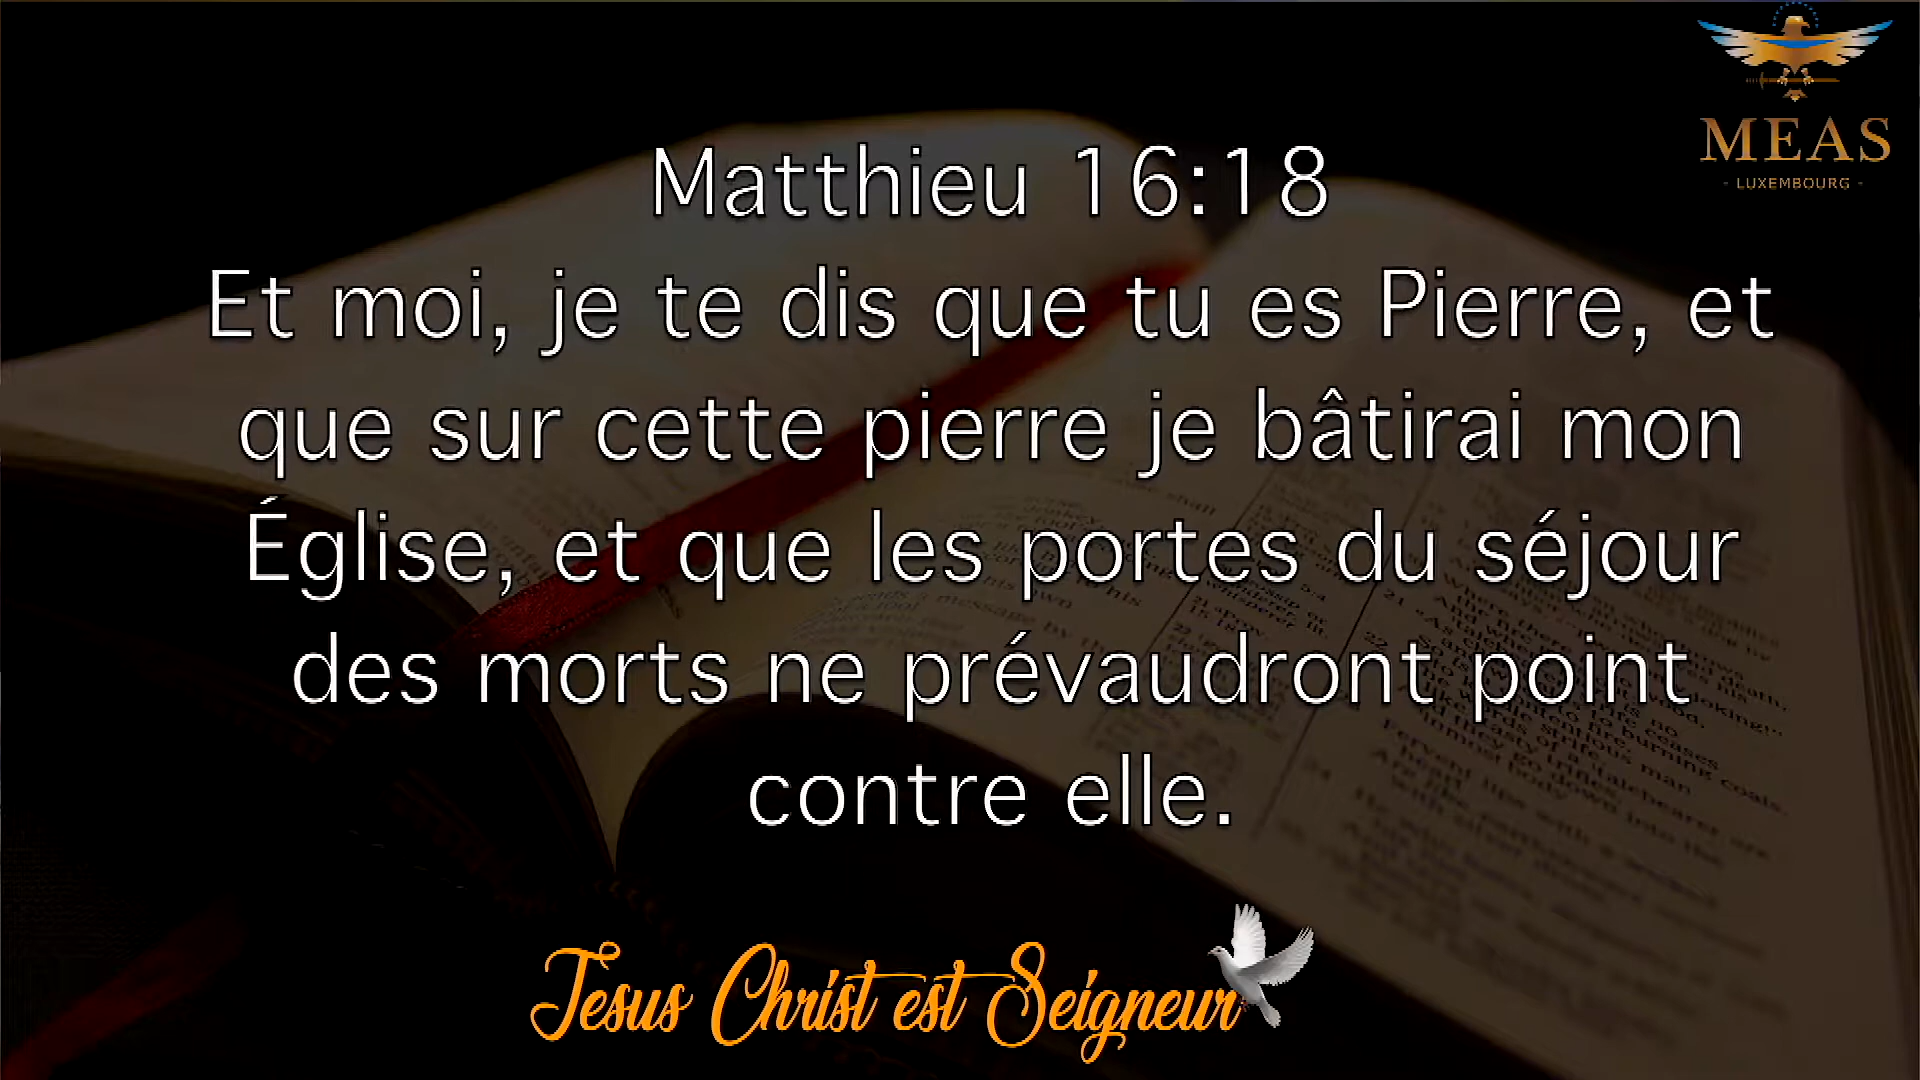 MEAS
- LUXEMBOURG -
Matthieu 16:18
Et moi, je te dis que tu es Pierre, et
que sur cette pierre je bâtirai mon
Église, et que les portes du séjour
des morts ne prévaudront point
contre elle.
Jesus Christ est Seigneur